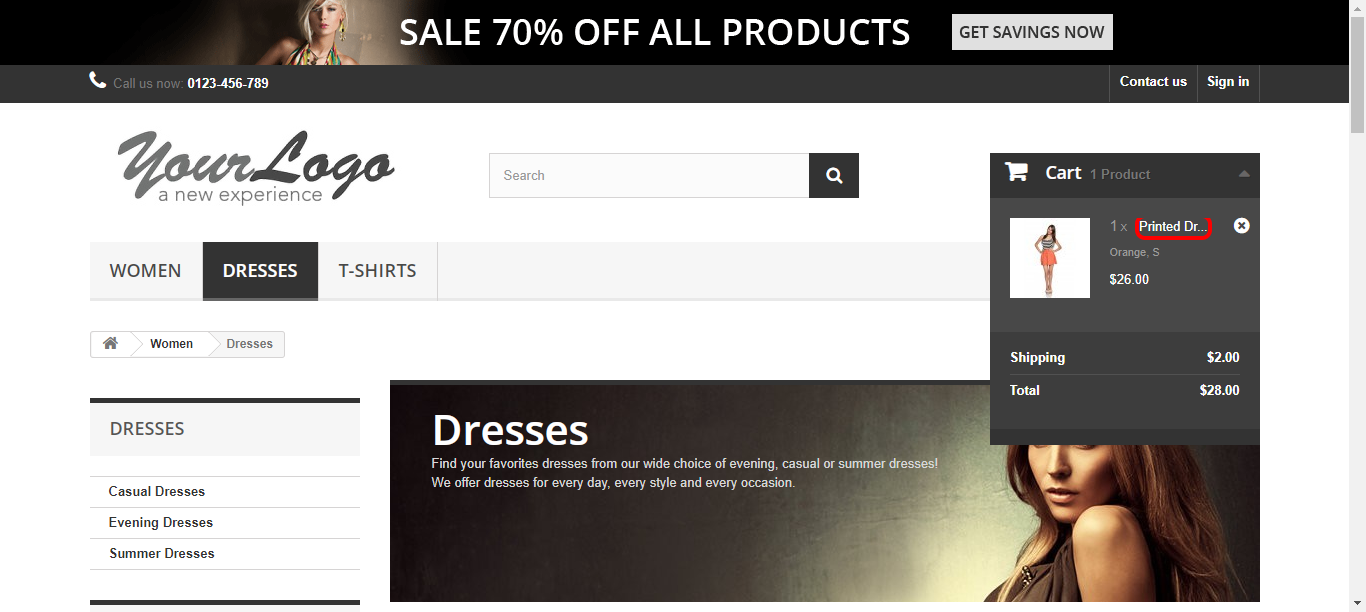 SALE 70% OFF ALL PRODUCTS
GET SAVINGS NOW
Call us now: 0123-456-789
Contact us
Sign in
YourLogo
a new experience
Search
Cart 1 Product
1 x Printed Dr...
Orange, S
$26.00
Shipping $2.00
Total $28.00
WOMEN
DRESSES
T-SHIRTS
Women
Dresses
DRESSES
Casual Dresses
Evening Dresses
Summer Dresses
Dresses
Find your favorites dresses from our wide choice of evening, casual or summer dresses!
We offer dresses for every day, every style and every occasion.